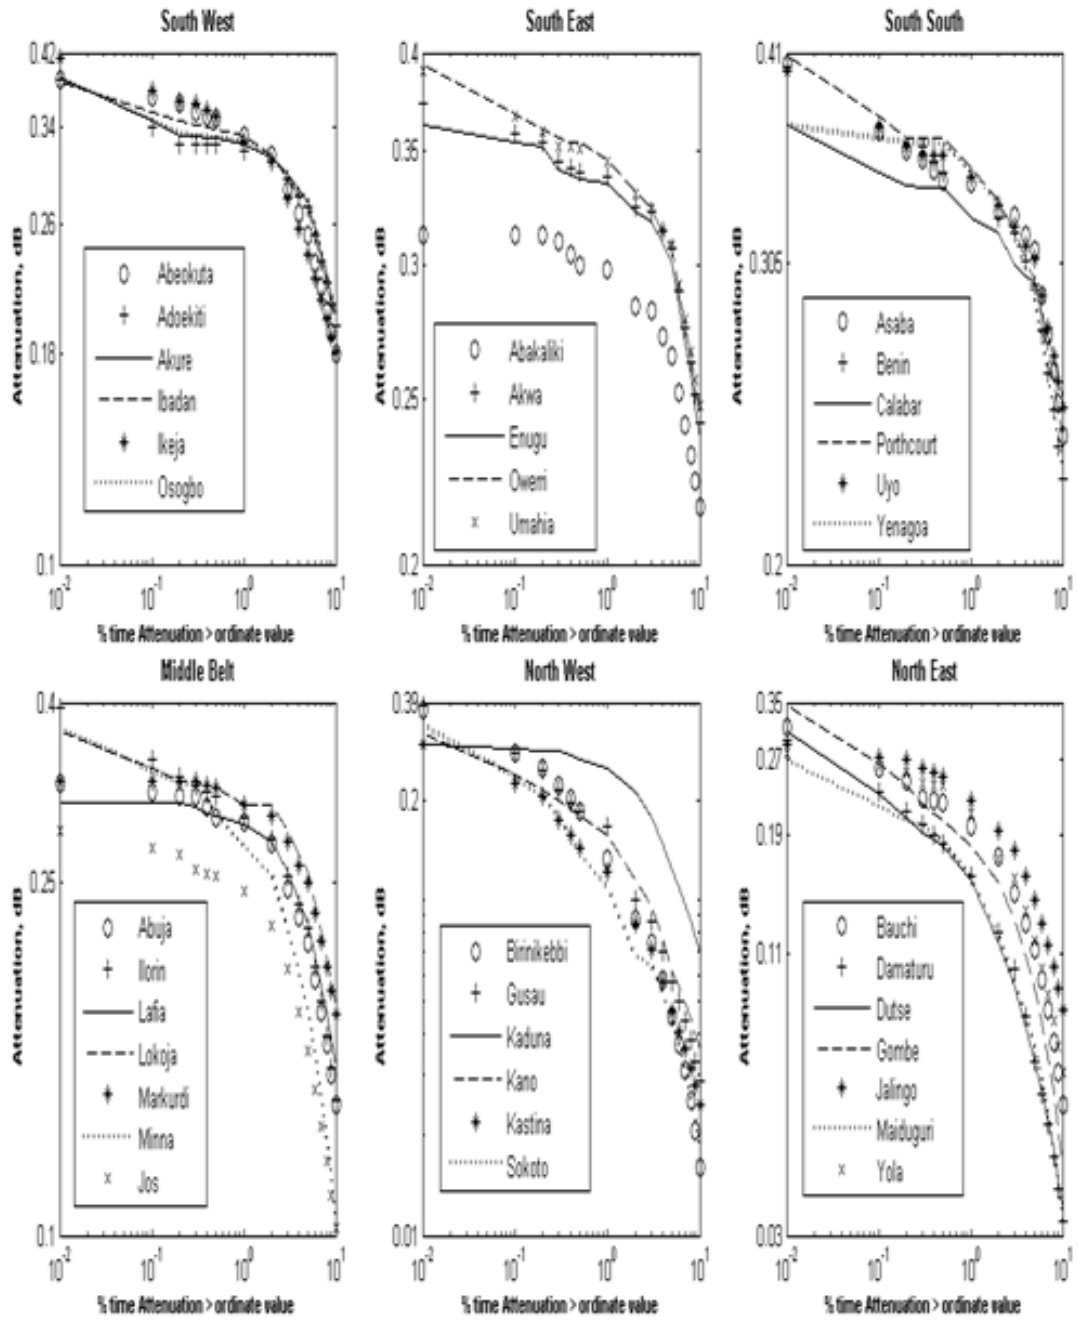 South West
0.42
0.34
0.26
0.18
0.1
Attenuation, dB
Abeokuta
Adoekiti
Akure
Ibadan
Ikeja
Osogbo
10-2 10-1 100 101
% time Attenuation > ordinate value
South East
0.4
0.35
0.3
0.25
0.2
Attenuation, dB
Abakaliki
Akwa
Enugu
Owerri
Umahia
10-2 10-1 100 101
% time Attenuation > ordinate value
South South
0.41
0.305
0.2
Attenuation, dB
Asaba
Benin
Calabar
Porthcourt
Uyo
Yenagoa
10-2 10-1 100 101
% time Attenuation > ordinate value
Middle Belt
0.4
0.25
0.1
Attenuation, dB
Abuja
Ilorin
Lafia
Lokoja
Markurdi
Minna
Jos
10-2 10-1 100 101
% time Attenuation > ordinate value
North West
0.39
0.2
0.01
Attenuation, dB
Birinikebbi
Gusau
Kaduna
Kano
Kastina
Sokoto
10-2 10-1 100 101
% time Attenuation > ordinate value
North East
0.35
0.27
0.19
0.11
0.03
Attenuation, dB
Bauchi
Damaturu
Dutse
Gombe
Jalingo
Maiduguri
Yola
10-2 10-1 100 101
% time Attenuation > ordinate value